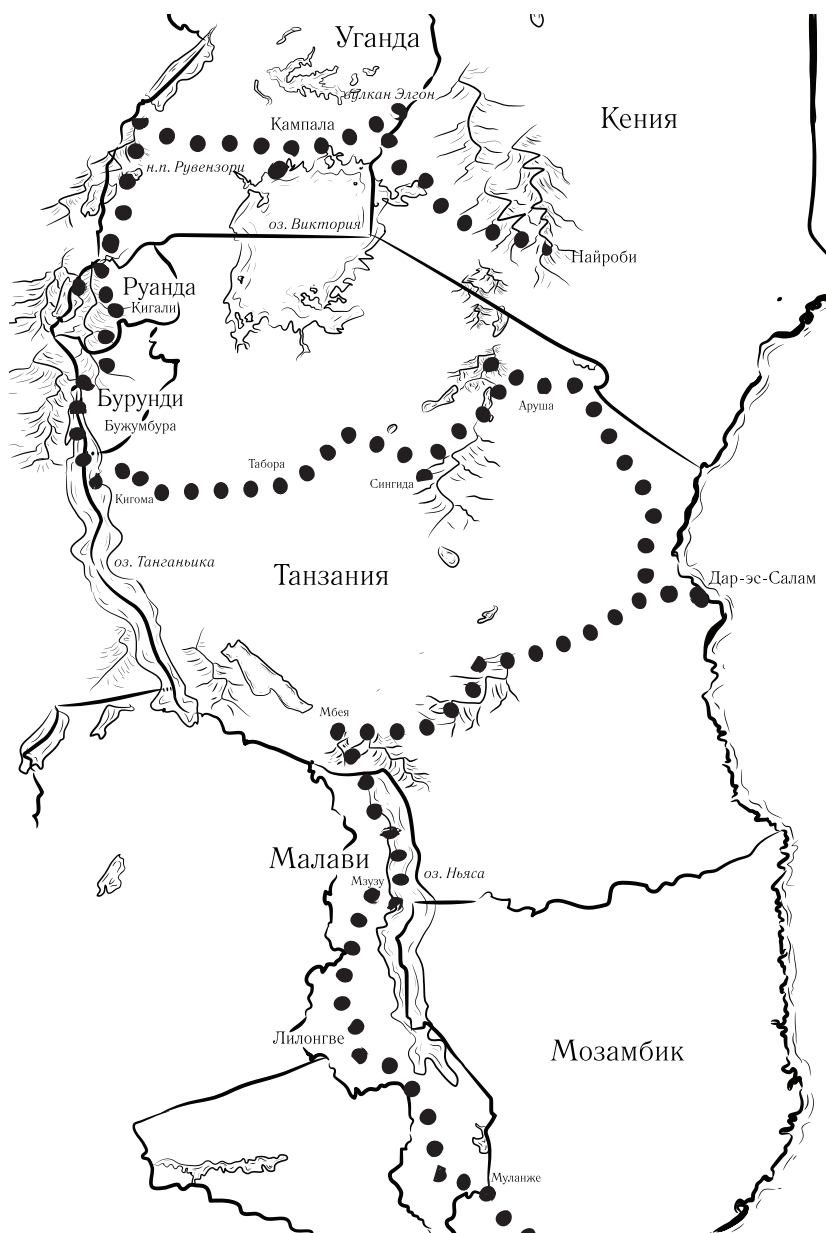 Уганда
вулкан Элгон
Кения
Кампала
н.п. Рувензори
оз. Виктория
Найроби
Руанда
Кигали
Бурунди
Аруша
Бужумбура
Табора
Сингида
Кигома
оз. Танганьика
Танзания
Дар-эс-Салам
Мбея
Малави
оз. Ньяса
Мзузу
Лилонгве
Мозамбик
Муланже